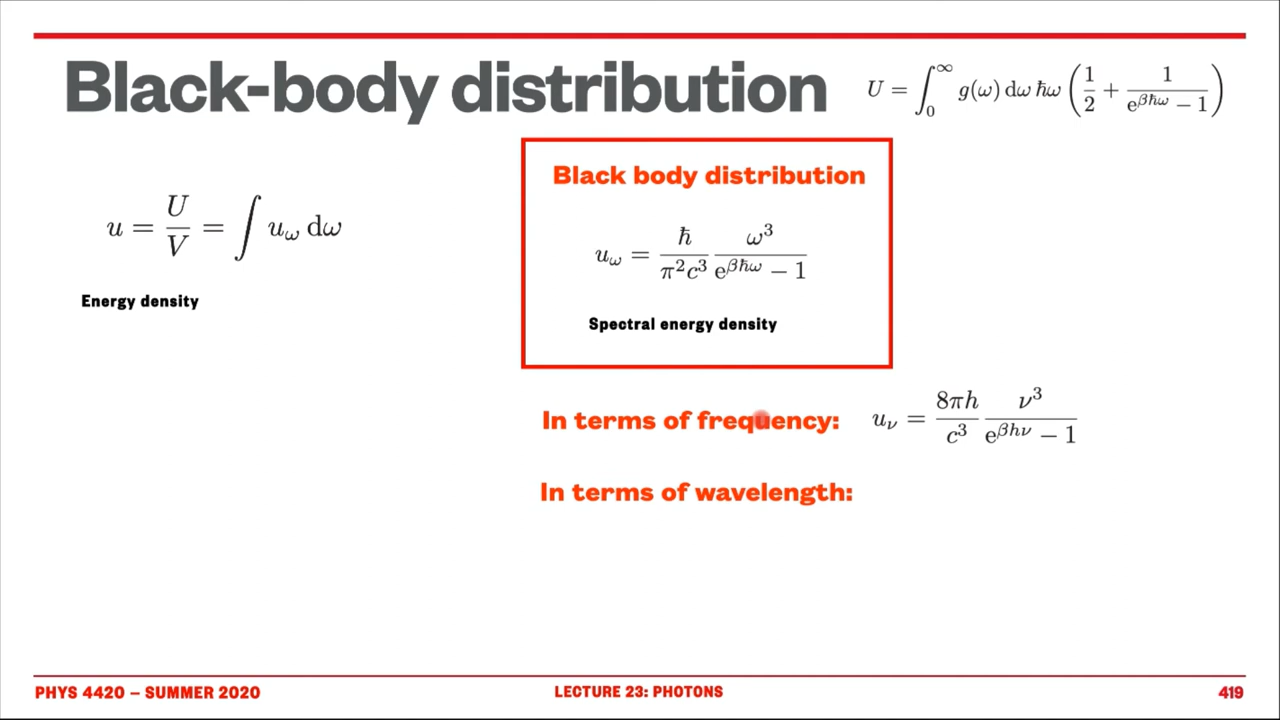 Black-body distribution
U = ∫₀^∞ g(ω) dω ħω (1/2 + 1/(e^{βħω} − 1))
u = U/V = ∫ u_ω dω
Energy density
Black body distribution
u_ω = ħ/(π²c³) ω³/(e^{βħω} − 1)
Spectral energy density
In terms of frequency: u_ν = 8πh/c³ ν³/(e^{βhν} − 1)
In terms of wavelength:
PHYS 4420 – SUMMER 2020 LECTURE 23: PHOTONS 419